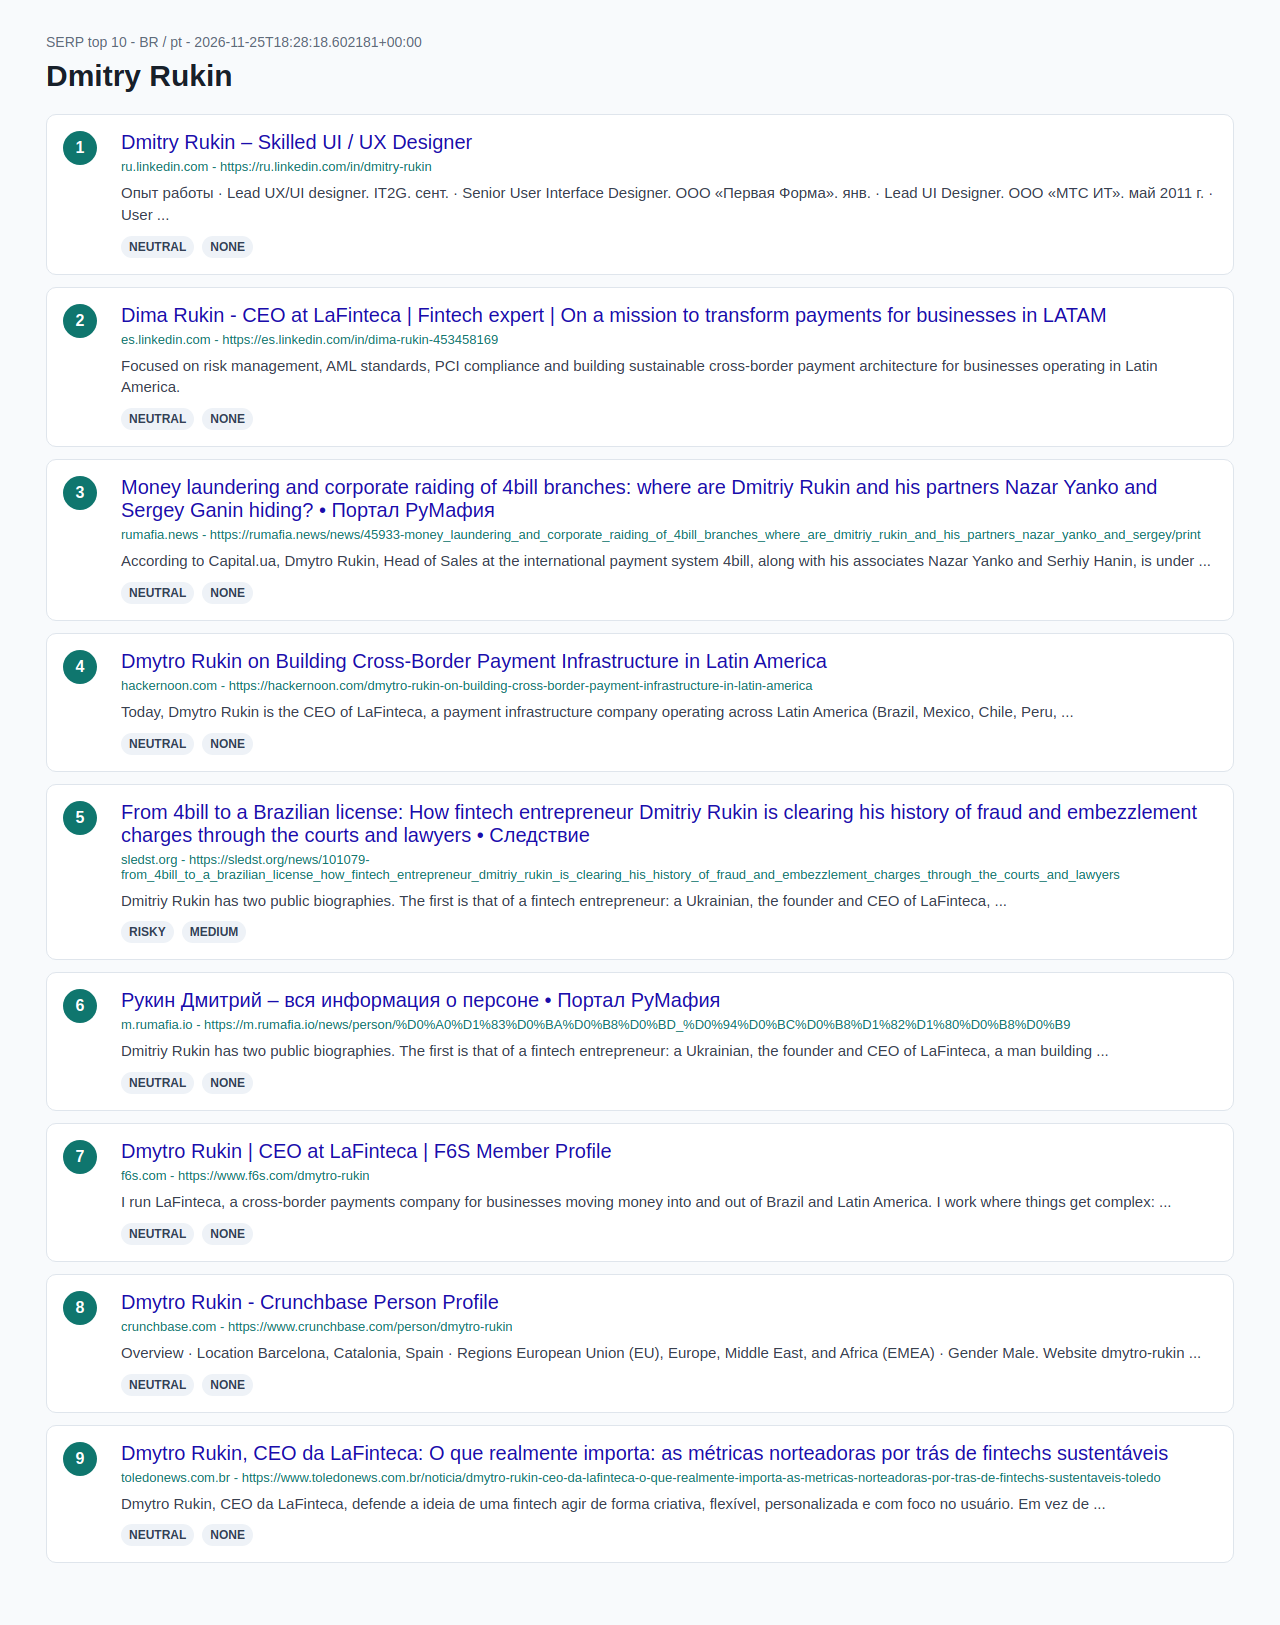 SERP top 10 - BR / pt - 2026-11-25T18:28:18.602181+00:00
Dmitry Rukin
1
Dmitry Rukin – Skilled UI / UX Designer
ru.linkedin.com - https://ru.linkedin.com/in/dmitry-rukin
Опыт работы · Lead UX/UI designer. IT2G. сент. · Senior User Interface Designer. ООО «Первая Форма». янв. · Lead UI Designer. ООО «МТС ИТ». май 2011 г. ·
User ...
NEUTRAL NONE
2
Dima Rukin - CEO at LaFinteca | Fintech expert | On a mission to transform payments for businesses in LATAM
es.linkedin.com - https://es.linkedin.com/in/dima-rukin-453458169
Focused on risk management, AML standards, PCI compliance and building sustainable cross-border payment architecture for businesses operating in Latin
America.
NEUTRAL NONE
3
Money laundering and corporate raiding of 4bill branches: where are Dmitriy Rukin and his partners Nazar Yanko and
Sergey Ganin hiding? • Портал РуМафия
rumafia.news - https://rumafia.news/news/45933-money_laundering_and_corporate_raiding_of_4bill_branches_where_are_dmitriy_rukin_and_his_partners_nazar_yanko_and_sergey/print
According to Capital.ua, Dmytro Rukin, Head of Sales at the international payment system 4bill, along with his associates Nazar Yanko and Serhiy Hanin, is under ...
NEUTRAL NONE
4
Dmytro Rukin on Building Cross-Border Payment Infrastructure in Latin America
hackernoon.com - https://hackernoon.com/dmytro-rukin-on-building-cross-border-payment-infrastructure-in-latin-america
Today, Dmytro Rukin is the CEO of LaFinteca, a payment infrastructure company operating across Latin America (Brazil, Mexico, Chile, Peru, ...
NEUTRAL NONE
5
From 4bill to a Brazilian license: How fintech entrepreneur Dmitriy Rukin is clearing his history of fraud and embezzlement
charges through the courts and lawyers • Следствие
sledst.org - https://sledst.org/news/101079-
from_4bill_to_a_brazilian_license_how_fintech_entrepreneur_dmitriy_rukin_is_clearing_his_history_of_fraud_and_embezzlement_charges_through_the_courts_and_lawyers
Dmitriy Rukin has two public biographies. The first is that of a fintech entrepreneur: a Ukrainian, the founder and CEO of LaFinteca, ...
RISKY MEDIUM
6
Рукин Дмитрий – вся информация о персоне • Портал РуМафия
m.rumafia.io - https://m.rumafia.io/news/person/%D0%A0%D1%83%D0%BA%D0%B8%D0%BD_%D0%94%D0%BC%D0%B8%D1%82%D1%80%D0%B8%D0%B9
Dmitriy Rukin has two public biographies. The first is that of a fintech entrepreneur: a Ukrainian, the founder and CEO of LaFinteca, a man building ...
NEUTRAL NONE
7
Dmytro Rukin | CEO at LaFinteca | F6S Member Profile
f6s.com - https://www.f6s.com/dmytro-rukin
I run LaFinteca, a cross-border payments company for businesses moving money into and out of Brazil and Latin America. I work where things get complex: ...
NEUTRAL NONE
8
Dmytro Rukin - Crunchbase Person Profile
crunchbase.com - https://www.crunchbase.com/person/dmytro-rukin
Overview · Location Barcelona, Catalonia, Spain · Regions European Union (EU), Europe, Middle East, and Africa (EMEA) · Gender Male. Website dmytro-rukin ...
NEUTRAL NONE
9
Dmytro Rukin, CEO da LaFinteca: O que realmente importa: as métricas norteadoras por trás de fintechs sustentáveis
toledonews.com.br - https://www.toledonews.com.br/noticia/dmytro-rukin-ceo-da-lafinteca-o-que-realmente-importa-as-metricas-norteadoras-por-tras-de-fintechs-sustentaveis-toledo
Dmytro Rukin, CEO da LaFinteca, defende a ideia de uma fintech agir de forma criativa, flexível, personalizada e com foco no usuário. Em vez de ...
NEUTRAL NONE